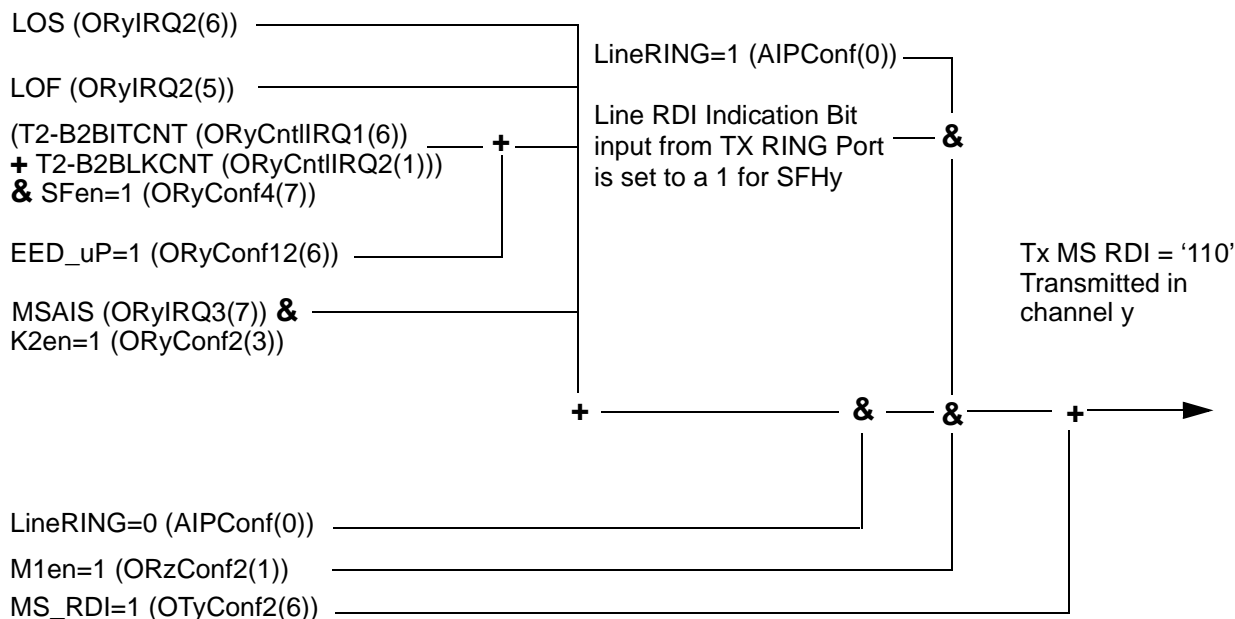 LOS (ORyIRQ2(6))
LineRING=1 (AIPConf(0))
LOF (ORyIRQ2(5))
Line RDI Indication Bit
input from TX RING Port
is set to a 1 for SFHy
&
(T2-B2BITCNT (ORyCntlIRQ1(6))
+ T2-B2BLKCNT (ORyCntlIRQ2(1)))
& SFen=1 (ORyConf4(7))
+
EED_uP=1 (ORyConf12(6))
Tx MS RDI = ‘110’
Transmitted in
channel y
MSAIS (ORyIRQ3(7)) &
K2en=1 (ORyConf2(3))
+ & & +
LineRING=0 (AIPConf(0))
M1en=1 (ORzConf2(1))
MS_RDI=1 (OTyConf2(6))